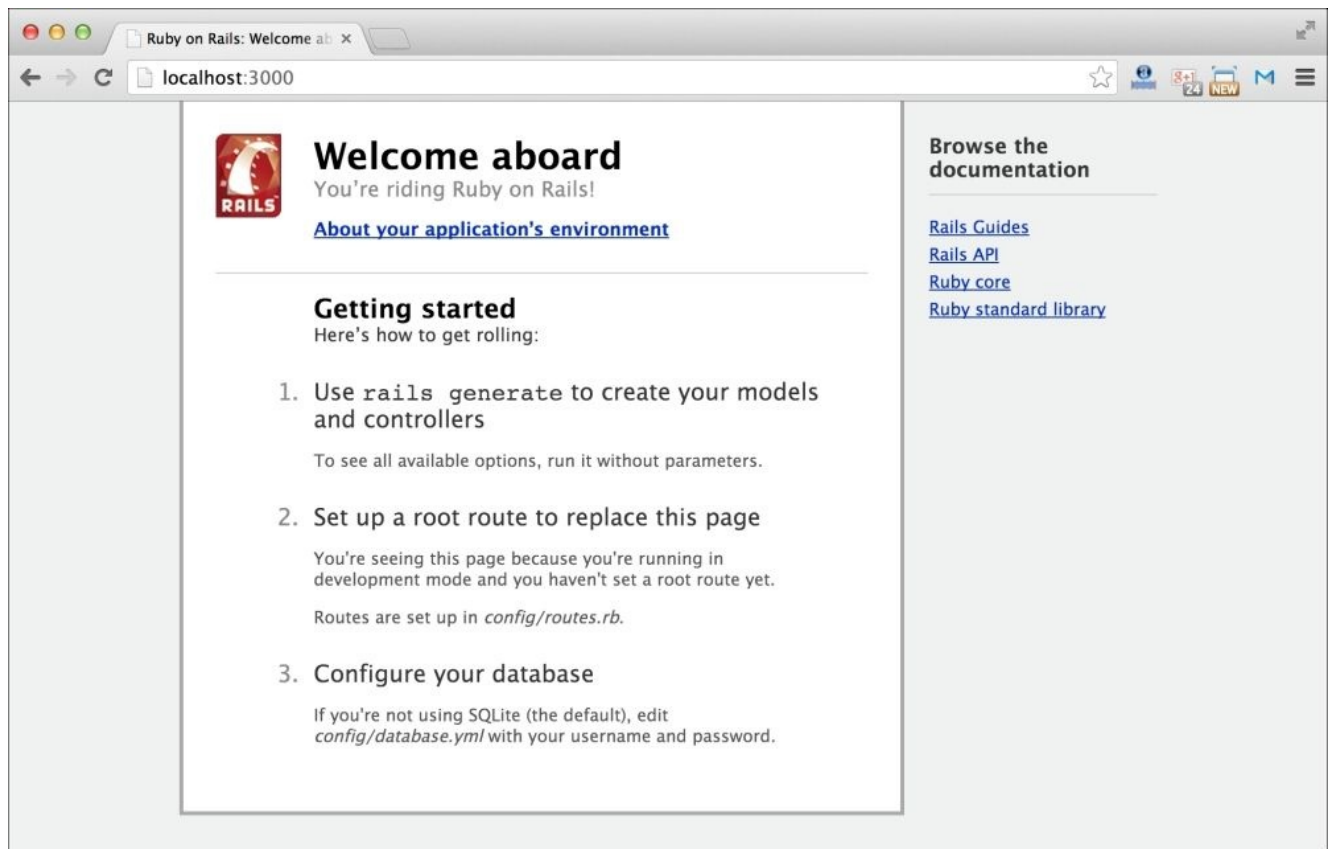 Ruby on Rails: Welcome ab
localhost:3000
8+1
24
NEW
RAILS
Welcome aboard
You're riding Ruby on Rails!
About your application's environment
Getting started
Here's how to get rolling:
1. Use rails generate to create your models
and controllers
To see all available options, run it without parameters.
2. Set up a root route to replace this page
You're seeing this page because you're running in
development mode and you haven't set a root route yet.
Routes are set up in config/routes.rb.
3. Configure your database
If you're not using SQLite (the default), edit
config/database.yml with your username and password.
Browse the
documentation
Rails Guides
Rails API
Ruby core
Ruby standard library